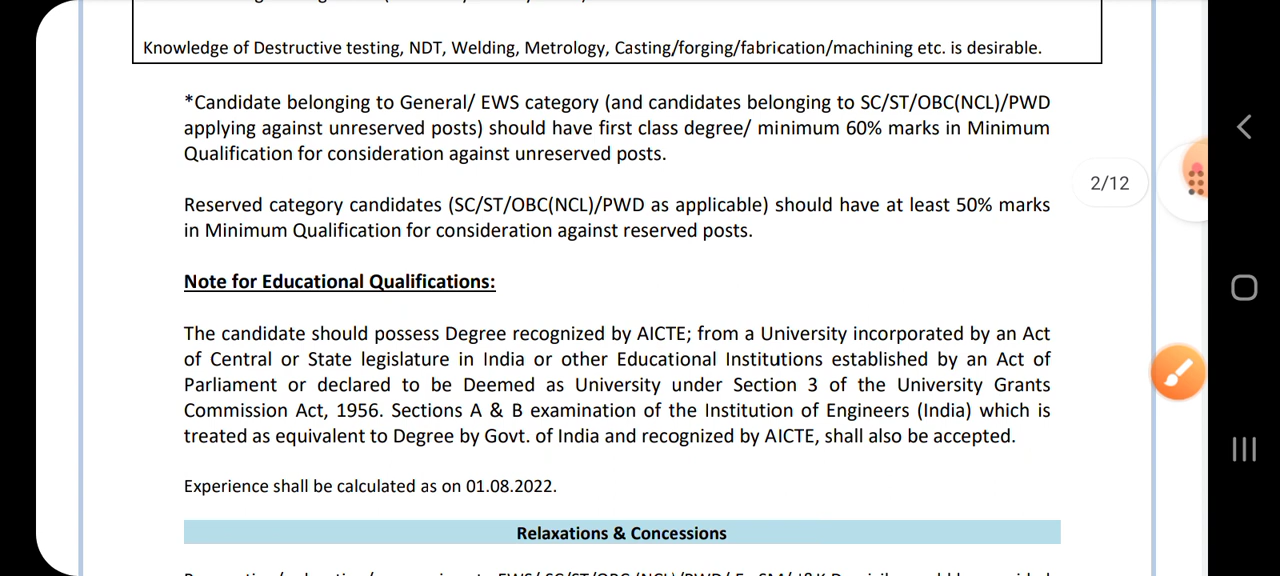 Knowledge of Destructive testing, NDT, Welding, Metrology, Casting/forging/fabrication/machining etc. is desirable.
*Candidate belonging to General/ EWS category (and candidates belonging to SC/ST/OBC(NCL)/PWD
applying against unreserved posts) should have first class degree/ minimum 60% marks in Minimum
Qualification for consideration against unreserved posts.
2/12
Reserved category candidates (SC/ST/OBC(NCL)/PWD as applicable) should have at least 50% marks
in Minimum Qualification for consideration against reserved posts.
Note for Educational Qualifications:
The candidate should possess Degree recognized by AICTE; from a University incorporated by an Act
of Central or State legislature in India or other Educational Institutions established by an Act of
Parliament or declared to be Deemed as University under Section 3 of the University Grants
Commission Act, 1956. Sections A & B examination of the Institution of Engineers (India) which is
treated as equivalent to Degree by Govt. of India and recognized by AICTE, shall also be accepted.
Experience shall be calculated as on 01.08.2022.
Relaxations & Concessions